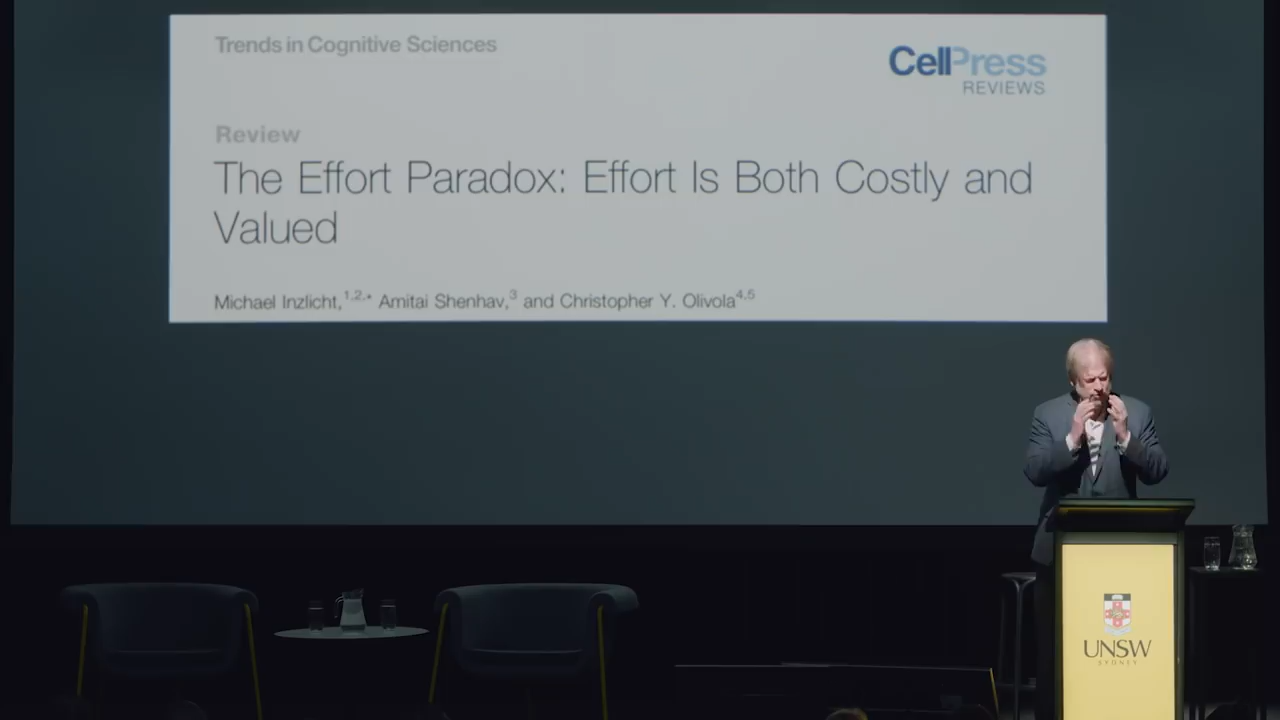 Trends in Cognitive Sciences
CellPress
REVIEWS
Review
The Effort Paradox: Effort Is Both Costly and
Valued
Michael Inzlicht,1,2,* Amitai Shenhav,3 and Christopher Y. Olivola4,5
UNSW
SYDNEY